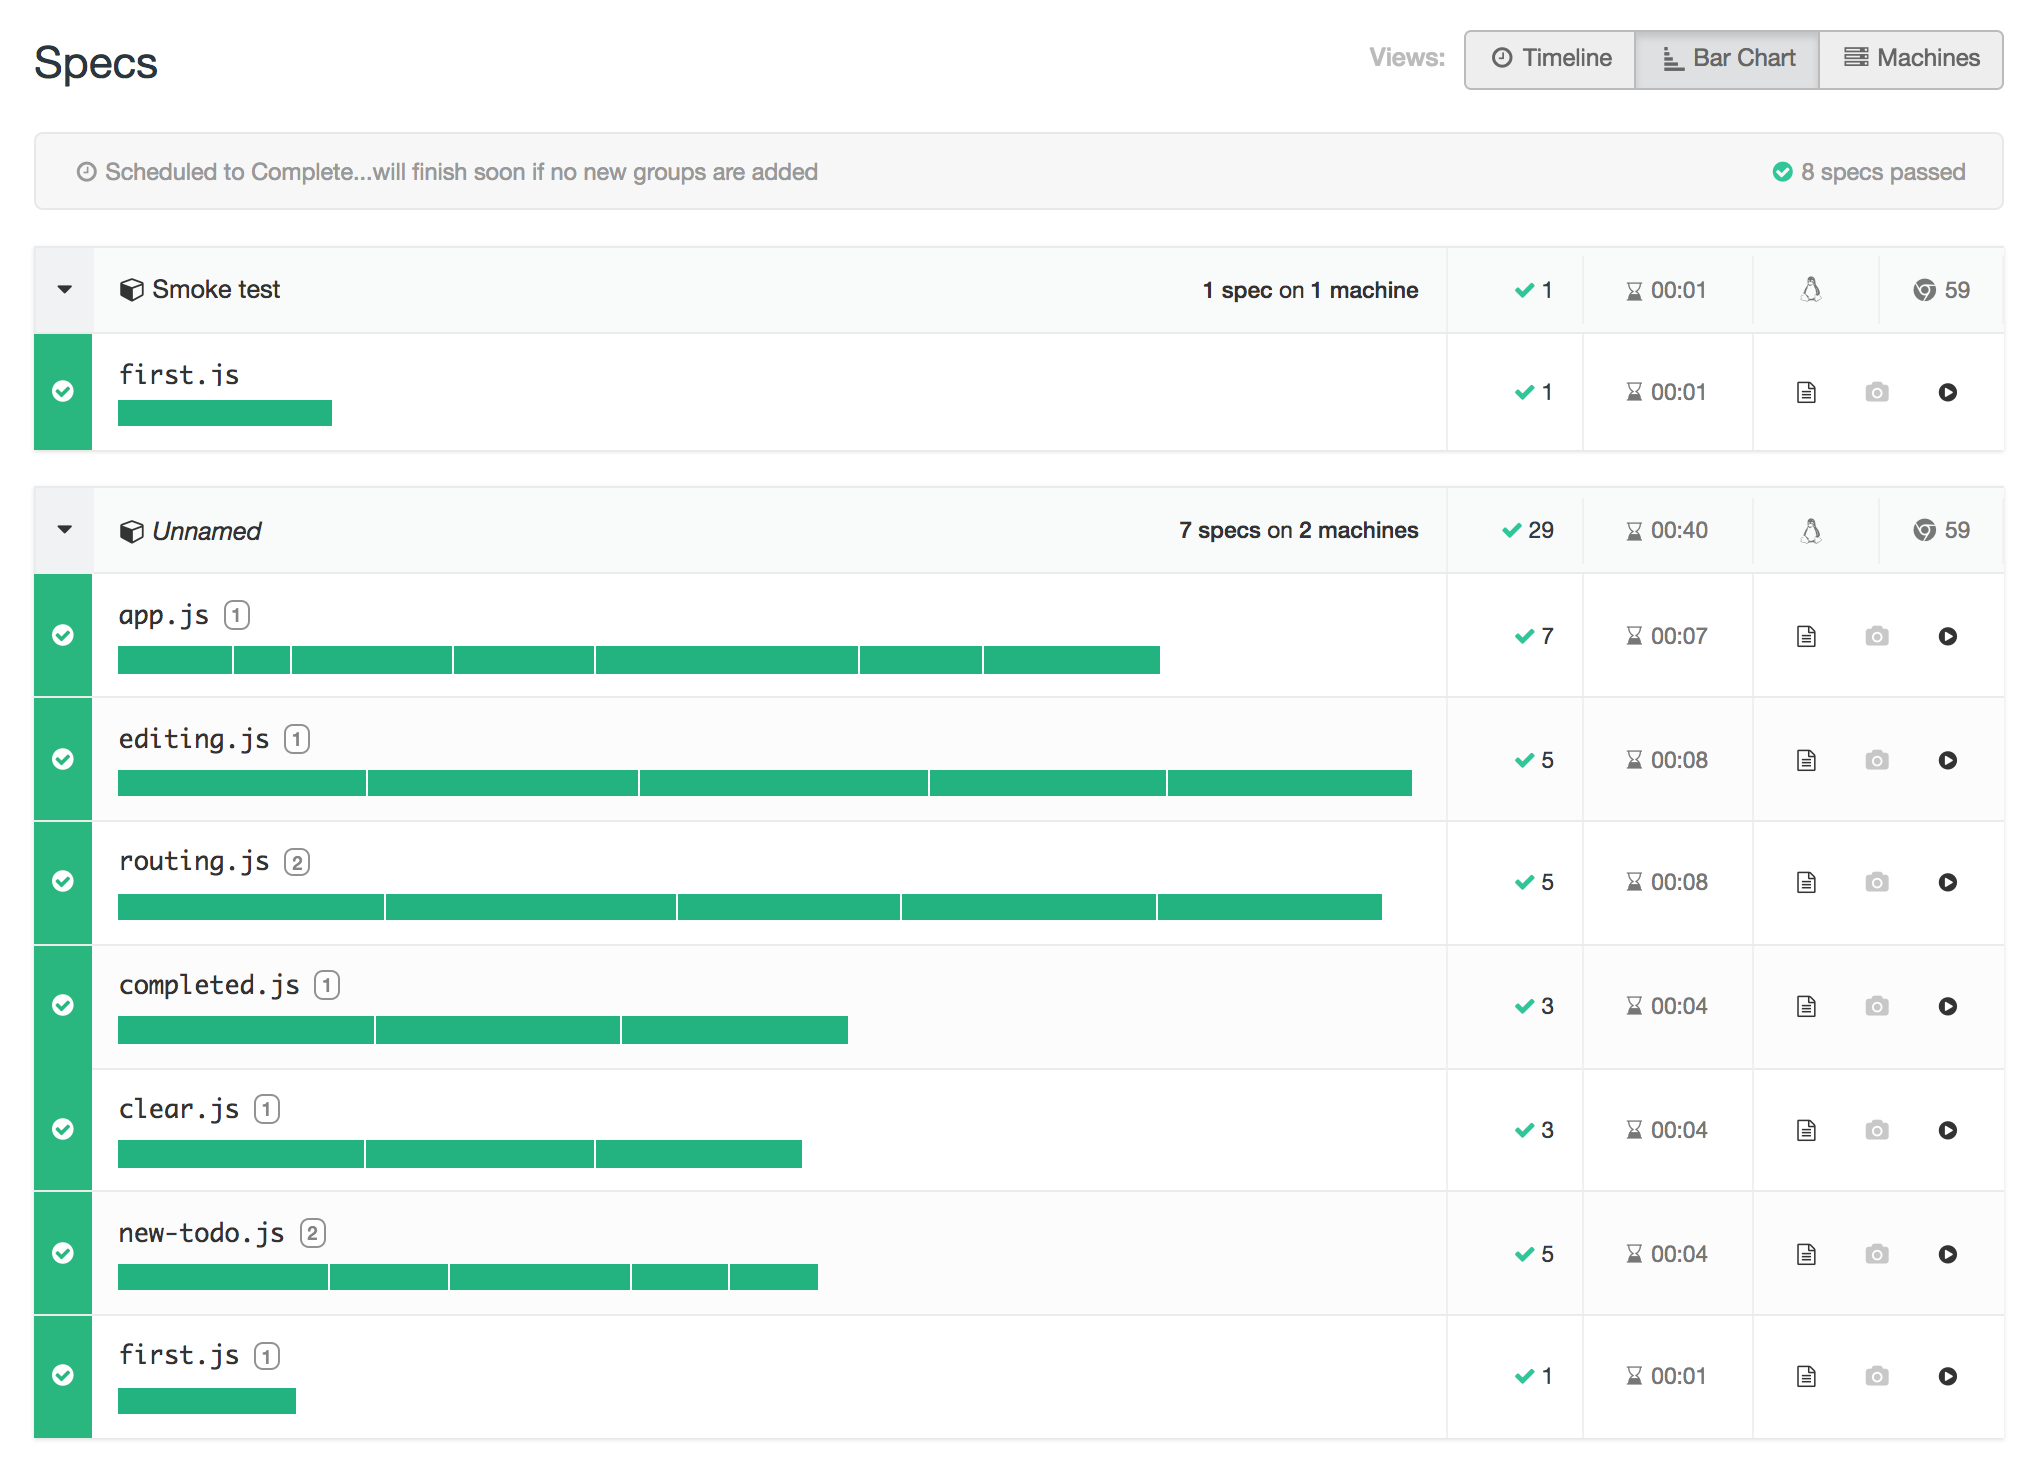 Specs
Views: Timeline Bar Chart Machines
Scheduled to Complete...will finish soon if no new groups are added 8 specs passed
Smoke test 1 spec on 1 machine 1 00:01 59
first.js 1 00:01
Unnamed 7 specs on 2 machines 29 00:40 59
app.js 1 7 00:07
editing.js 1 5 00:08
routing.js 2 5 00:08
completed.js 1 3 00:04
clear.js 1 3 00:04
new-todo.js 2 5 00:04
first.js 1 1 00:01